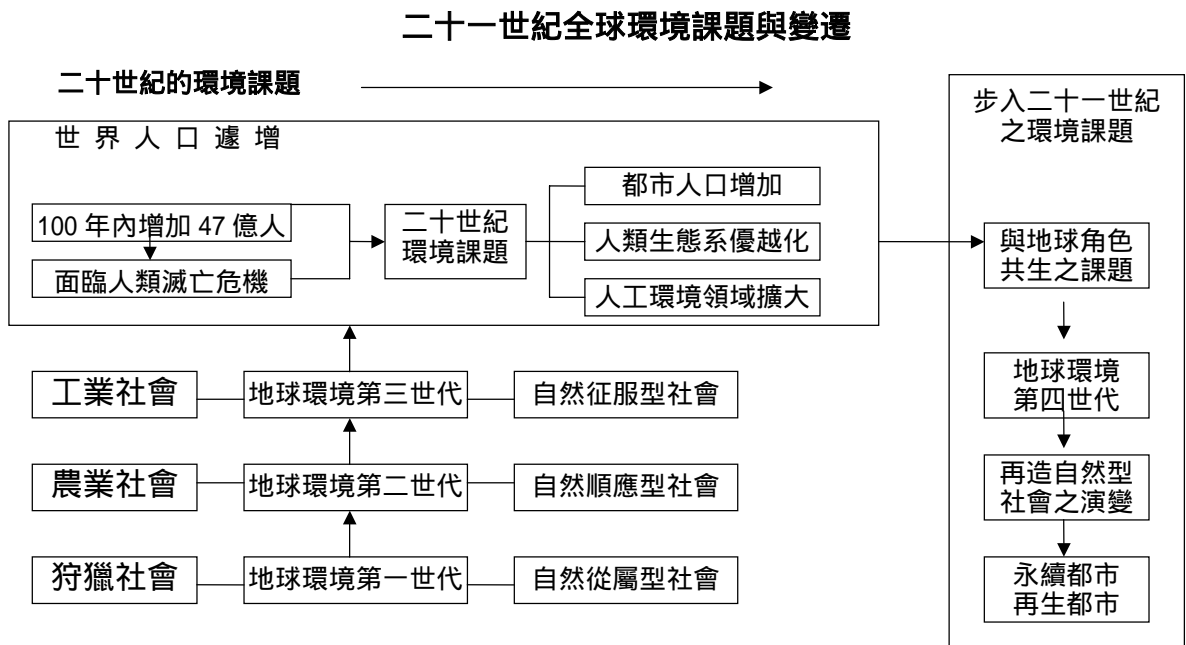 二十一世紀全球環境課題與變遷
二十世紀的環境課題
世界人口遽增
100 年內增加 47 億人
面臨人類滅亡危機
二十世紀
環境課題
都市人口增加
人類生態系優越化
人工環境領域擴大
工業社會
地球環境第三世代
自然征服型社會
農業社會
地球環境第二世代
自然順應型社會
狩獵社會
地球環境第一世代
自然從屬型社會
步入二十一世紀
之環境課題
與地球角色
共生之課題
地球環境
第四世代
再造自然型
社會之演變
永續都市
再生都市